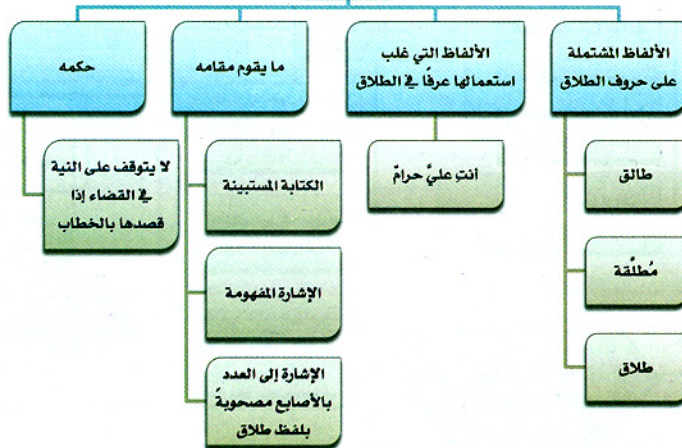 الألفاظ المشتملة
على حروف الطلاق
طالق
مُطلَّقة
طلاق
الألفاظ التي غلب
استعمالها عرفًا في الطلاق
أنتِ عليَّ حرامٌ
ما يقوم مقامه
الكتابة المستبينة
الإشارة المفهومة
الإشارة إلى العدد
بالأصابع مصحوبةً
بلفظ طلاق
حكمه
لا يتوقف على النية
في القضاء إذا
قصدها بالخطاب